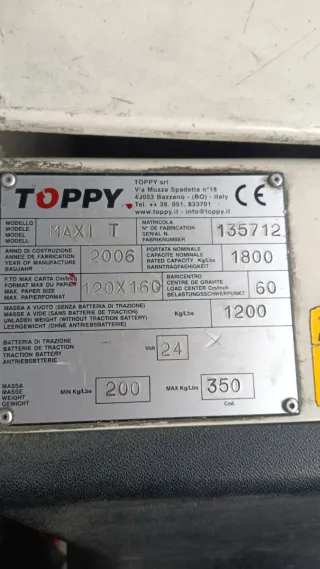 TOPPY
TOPPY srl
Via Muzza Spadetta n°18
4J053 Bazzano - (BO) - Italy
Tel. ++ 39. 051. 833701
www.toppy.it - info@toppy.it
CE
MODELLO
MODELE
MODEL
MODELL
MAXI T
MATRICOLA
N° DE FABRICATION
SERIAL N.
FABRIKNUMBER
135712
ANNO DI COSTRUZIONE
ANNEE DE FABRICATION
YEAR OF MANUFACTURE
BAUJAHR
2006
PORTATA NOMINALE
CAPACITE NOMINALE
RATED CAPACITY Kg/Lbs
NANNTRAGFAEHIGKEIT
1800
F.TO MAX CARTA Cm/Inch
FORMAT MAX DU PAPIER
MAX. PAPER SIZE
MAX. PAPIERFORMAT
120X160
BARICENTRO
CENTRE DE GRAVITE
LOAD CENTER Cm/Inch
BELASTUNGSSCHWERPUNKT
60
MASSA A VUOTO (SENZA BATTERIA DI TRAZIONE)
MASSE A VIDE (SANS BATTERIE DE TRACTION)
UNLADEN WEIGHT (WITHOUT TRACTION BATTERY)
LEERGEWICHT (OHNE ANTRIEBSBATTERIE)
Kg/Lbs
1200
BATTERIA DI TRAZIONE
BATTERIE DE TRACTION
TRACTION BATTERY
ANTRIEBSBTTERIE
Volt
24
MASSA
MASSE
WEIGHT
GEWICHT
MIN Kg/Lbs
200
MAX Kg/Lbs
350
Cod.